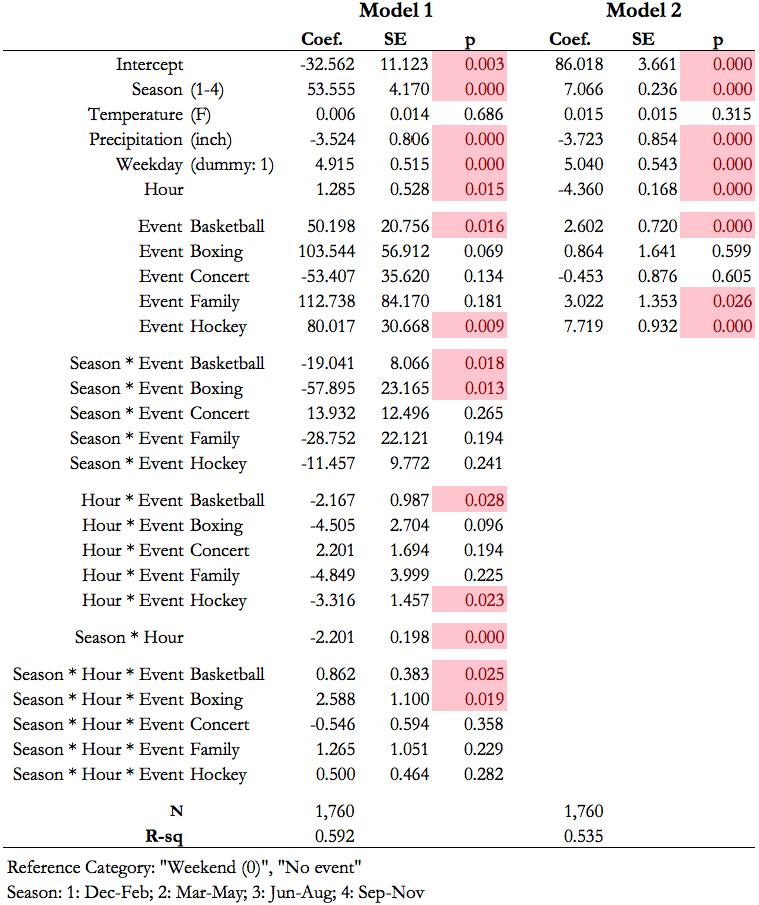 Model 1 Model 2
Coef. SE p Coef. SE p
Intercept -32.562 11.123 0.003 86.018 3.661 0.000
Season (1-4) 53.555 4.170 0.000 7.066 0.236 0.000
Temperature (F) 0.006 0.014 0.686 0.015 0.015 0.315
Precipitation (inch) -3.524 0.806 0.000 -3.723 0.854 0.000
Weekday (dummy: 1) 4.915 0.515 0.000 5.040 0.543 0.000
Hour 1.285 0.528 0.015 -4.360 0.168 0.000
Event Basketball 50.198 20.756 0.016 2.602 0.720 0.000
Event Boxing 103.544 56.912 0.069 0.864 1.641 0.599
Event Concert -53.407 35.620 0.134 -0.453 0.876 0.605
Event Family 112.738 84.170 0.181 3.022 1.353 0.026
Event Hockey 80.017 30.668 0.009 7.719 0.932 0.000
Season * Event Basketball -19.041 8.066 0.018
Season * Event Boxing -57.895 23.165 0.013
Season * Event Concert 13.932 12.496 0.265
Season * Event Family -28.752 22.121 0.194
Season * Event Hockey -11.457 9.772 0.241
Hour * Event Basketball -2.167 0.987 0.028
Hour * Event Boxing -4.505 2.704 0.096
Hour * Event Concert 2.201 1.694 0.194
Hour * Event Family -4.849 3.999 0.225
Hour * Event Hockey -3.316 1.457 0.023
Season * Hour -2.201 0.198 0.000
Season * Hour * Event Basketball 0.862 0.383 0.025
Season * Hour * Event Boxing 2.588 1.100 0.019
Season * Hour * Event Concert -0.546 0.594 0.358
Season * Hour * Event Family 1.265 1.051 0.229
Season * Hour * Event Hockey 0.500 0.464 0.282
N 1,760 1,760
R-sq 0.592 0.535
Reference Category: "Weekend (0)", "No event"
Season: 1: Dec-Feb; 2: Mar-May; 3: Jun-Aug; 4: Sep-Nov